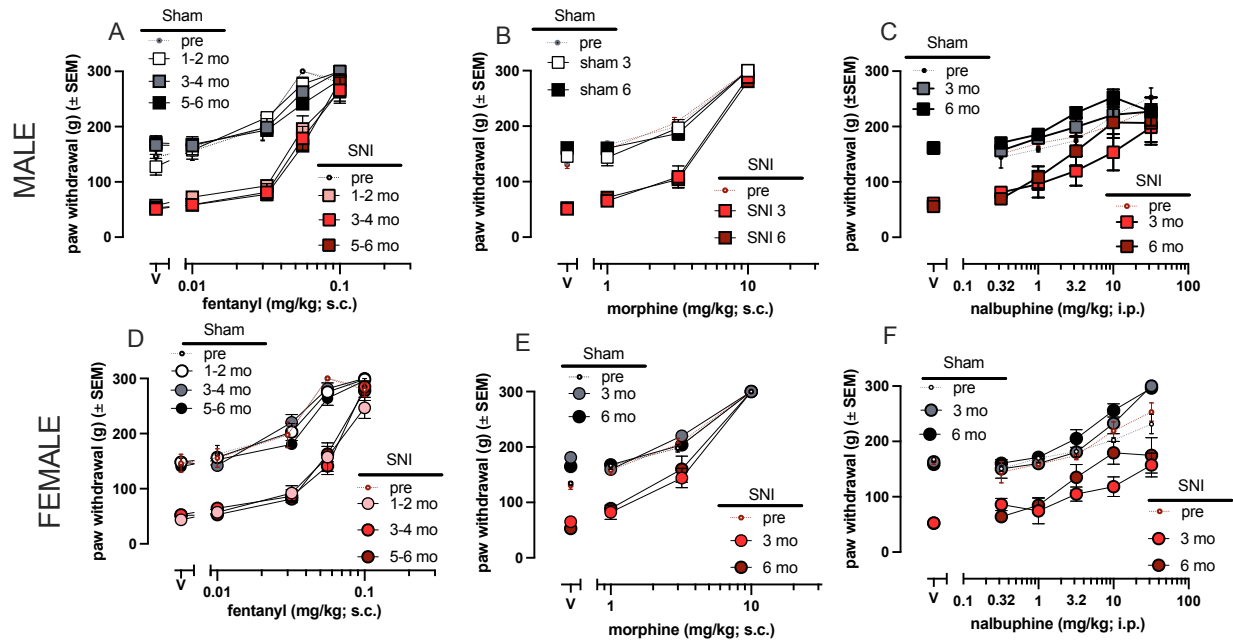 MALE
A
Sham
pre
1-2 mo
3-4 mo
5-6 mo
paw withdrawal (g) (± SEM)
300
200
100
0
SNI
pre
1-2 mo
3-4 mo
5-6 mo
V
0.01
0.1
fentanyl (mg/kg; s.c.)
B
Sham
pre
sham 3
sham 6
paw withdrawal (g) (± SEM)
300
200
100
0
SNI
pre
SNI 3
SNI 6
V
1
10
morphine (mg/kg; s.c.)
C
Sham
pre
3 mo
6 mo
paw withdrawal (g) (±SEM)
300
200
100
0
SNI
pre
3 mo
6 mo
V
0.1
0.32
1
3.2
10
100
nalbuphine (mg/kg; i.p.)
FEMALE
D
Sham
pre
1-2 mo
3-4 mo
5-6 mo
paw withdrawal (g) (± SEM)
300
200
100
0
SNI
pre
1-2 mo
3-4 mo
5-6 mo
V
0.01
0.1
fentanyl (mg/kg; s.c.)
E
Sham
pre
3 mo
6 mo
paw withdrawal (g) (± SEM)
300
200
100
0
SNI
pre
3 mo
6 mo
V
1
10
morphine (mg/kg; s.c.)
F
Sham
pre
3 mo
6 mo
paw withdrawal (g) (± SEM)
300
200
100
0
SNI
pre
3 mo
6 mo
V
0.1
0.32
1
3.2
10
100
nalbuphine (mg/kg; i.p.)